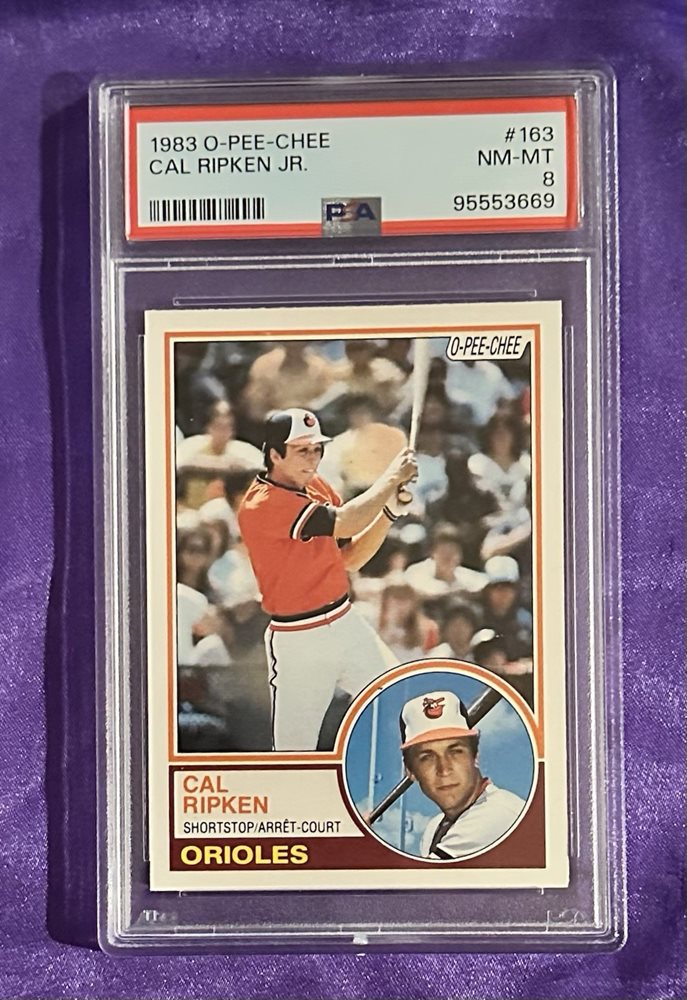 1983 O-PEE-CHEE #163
CAL RIPKEN JR. NM-MT
8
PSA 95553669
O-PEE-CHEE
CAL
RIPKEN
SHORTSTOP/ARRÊT-COURT
ORIOLES